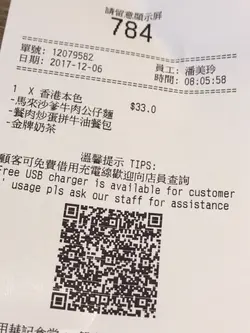 請留意顯示屏
784
單號: 12079582 員工: 潘美玲
日期: 2017-12-06 時間: 08:05:58
1 X 香港本色 $33.0
-馬來沙爹牛肉公仔麵
-餐肉炒蛋拼牛油餐包
-金牌奶茶
溫馨提示 TIPS:
顧客可免費借用充電線歡迎向店員查詢
Free USB charger is available for customer
' usage pls ask our staff for assistance